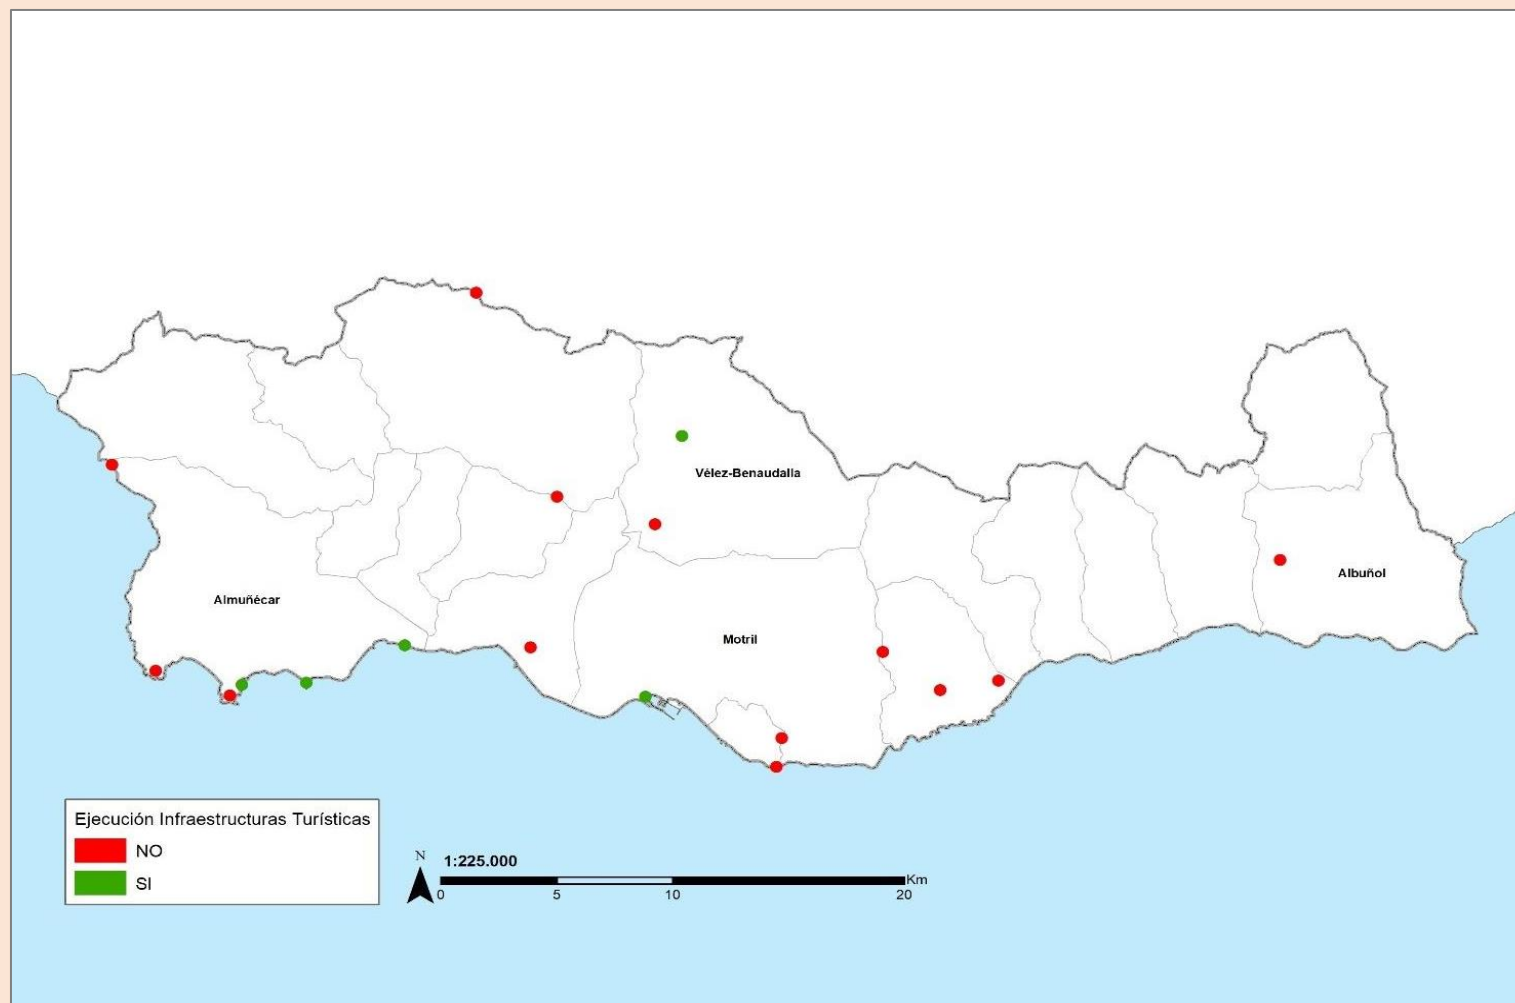 Vélez-Benaudalla
Albuñol
Almuñécar
Motril
Ejecución Infraestructuras Turísticas
NO
SI
N
1:225.000
Km
0 5 10 20